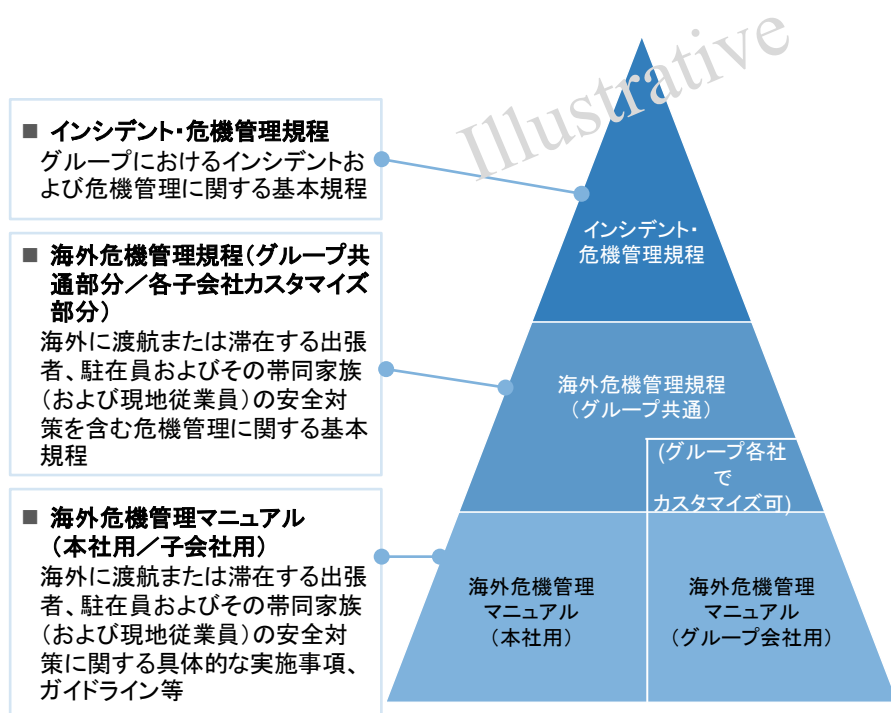 Illustrative
■ インシデント・危機管理規程
グループにおけるインシデントお
よび危機管理に関する基本規程
■ 海外危機管理規程（グループ共
通部分／各子会社カスタマイズ
部分）
海外に渡航または滞在する出張
者、駐在員およびその帯同家族
（および現地従業員）の安全対
策を含む危機管理に関する基本
規程
■ 海外危機管理マニュアル
（本社用／子会社用）
海外に渡航または滞在する出張
者、駐在員およびその帯同家族
（および現地従業員）の安全対
策に関する具体的な実施事項、
ガイドライン等
インシデント・
危機管理規程
海外危機管理規程
（グループ共通）
(グループ各社
で
カスタマイズ可)
海外危機管理
マニュアル
（本社用）
海外危機管理
マニュアル
（グループ会社用）